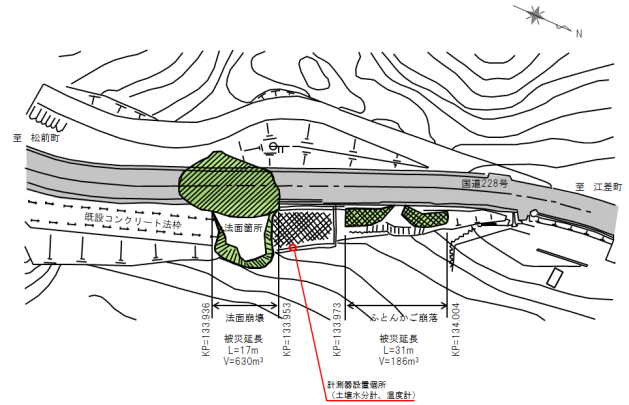 N
至 松前町
国道228号
至 江差町
既設コンクリート法枠
法面箇所
KP=133.936
法面崩壊
被災延長
L=17m
V=630m³
KP=133.953
KP=133.973
ふとんかご崩落
被災延長
L=31m
V=186m³
KP=134.004
計測器設置個所
（土壌水分計、温度計）